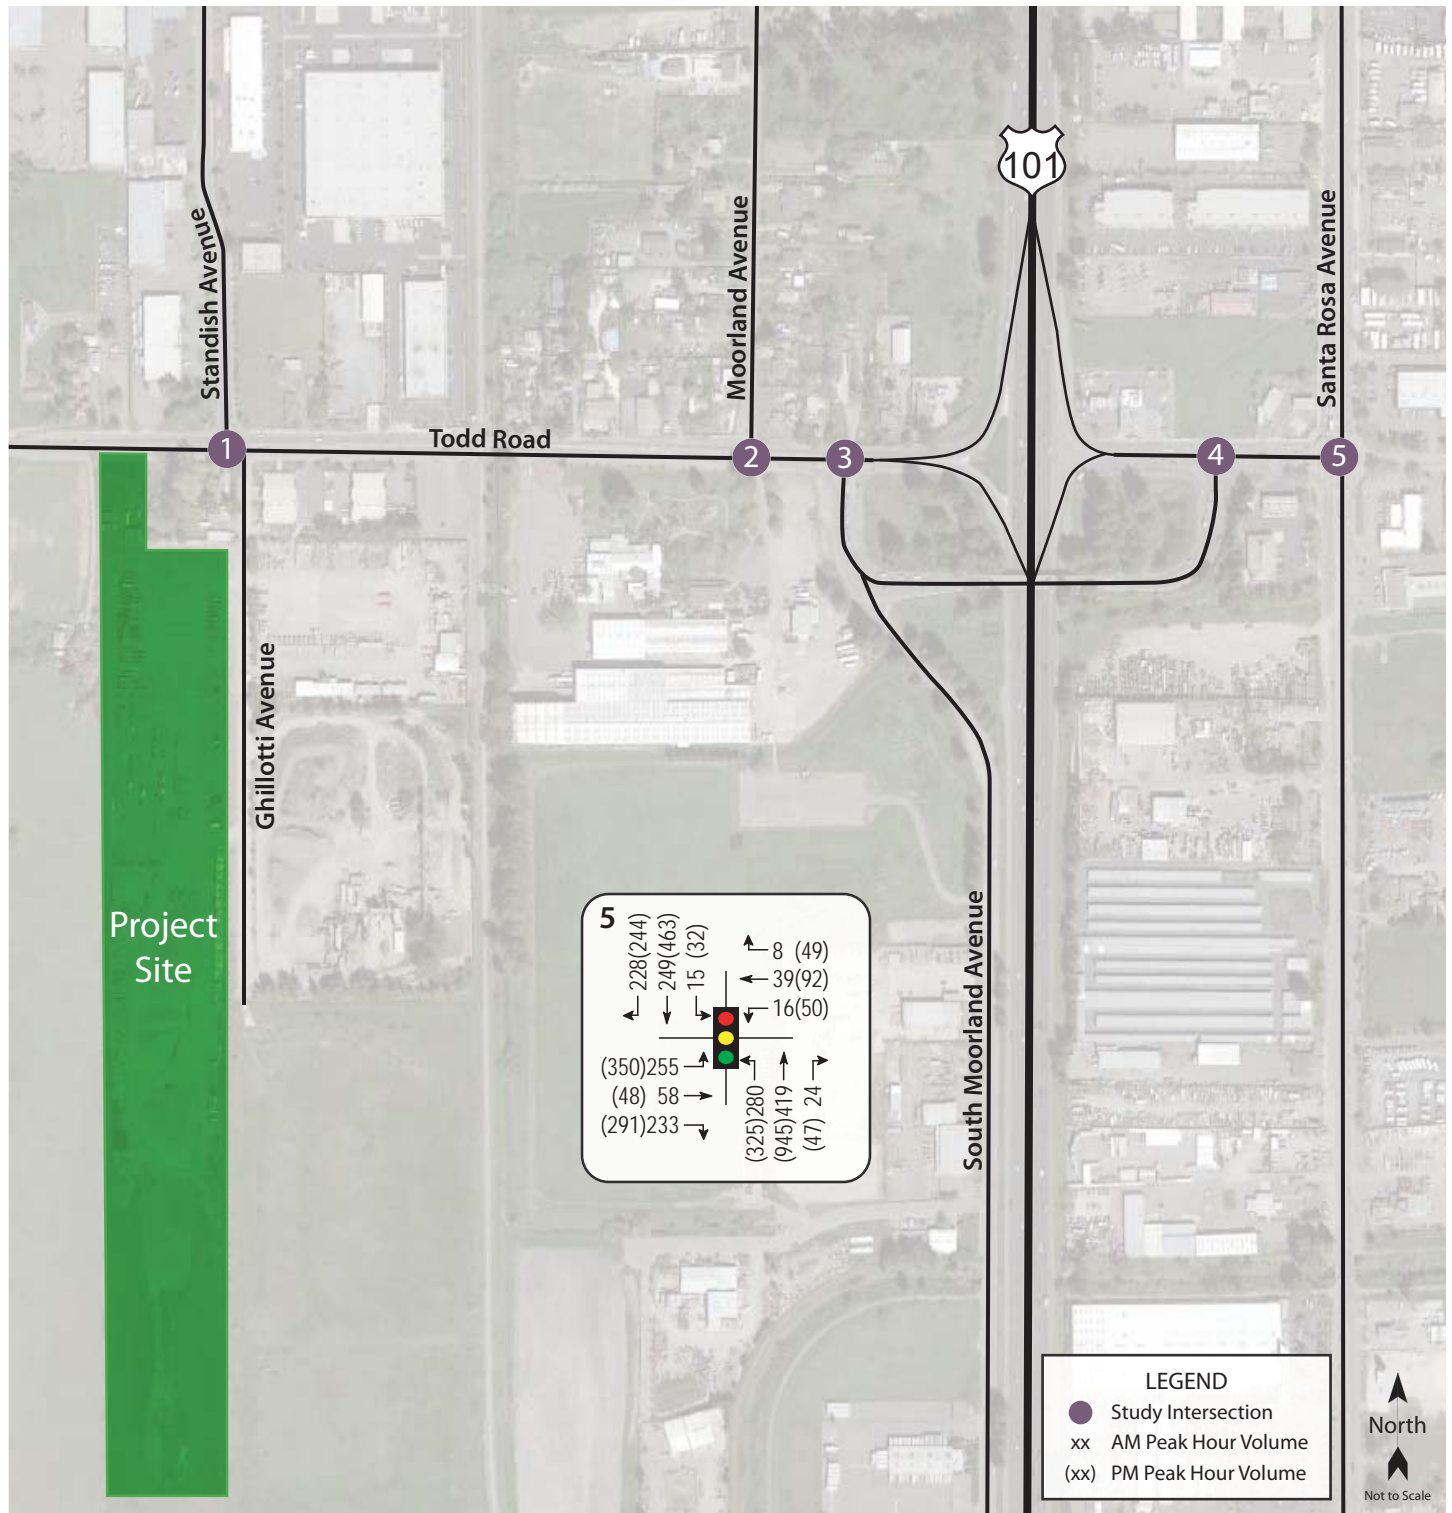 101
Standish Avenue
Moorland Avenue
Santa Rosa Avenue
Todd Road
1
2
3
4
5
Ghillotti Avenue
Project
Site
South Moorland Avenue
5
228(244)
249(463)
15 (32)
8 (49)
39(92)
16(50)
(350)255
(48) 58
(291)233
(325)280
(945)419
(47) 24
LEGEND
Study Intersection
xx AM Peak Hour Volume
(xx) PM Peak Hour Volume
North
Not to Scale